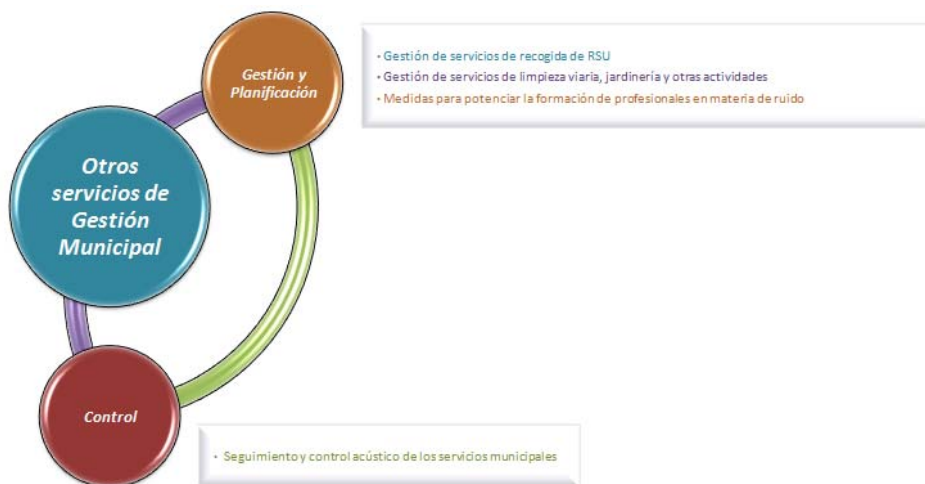 Gestión y
Planificación
• Gestión de servicios de recogida de RSU
• Gestión de servicios de limpieza viaria, jardinería y otras actividades
• Medidas para potenciar la formación de profesionales en materia de ruido
Otros
servicios de
Gestión
Municipal
Control
• Seguimiento y control acústico de los servicios municipales